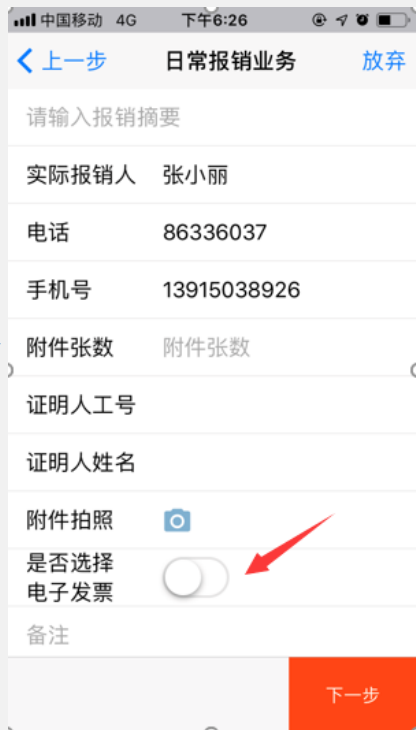 中国移动 4G 下午6:26
上一步 日常报销业务 放弃
请输入报销摘要
实际报销人 张小丽
电话 86336037
手机号 13915038926
附件张数 附件张数
证明人工号
证明人姓名
附件拍照
是否选择
电子发票
备注
下一步